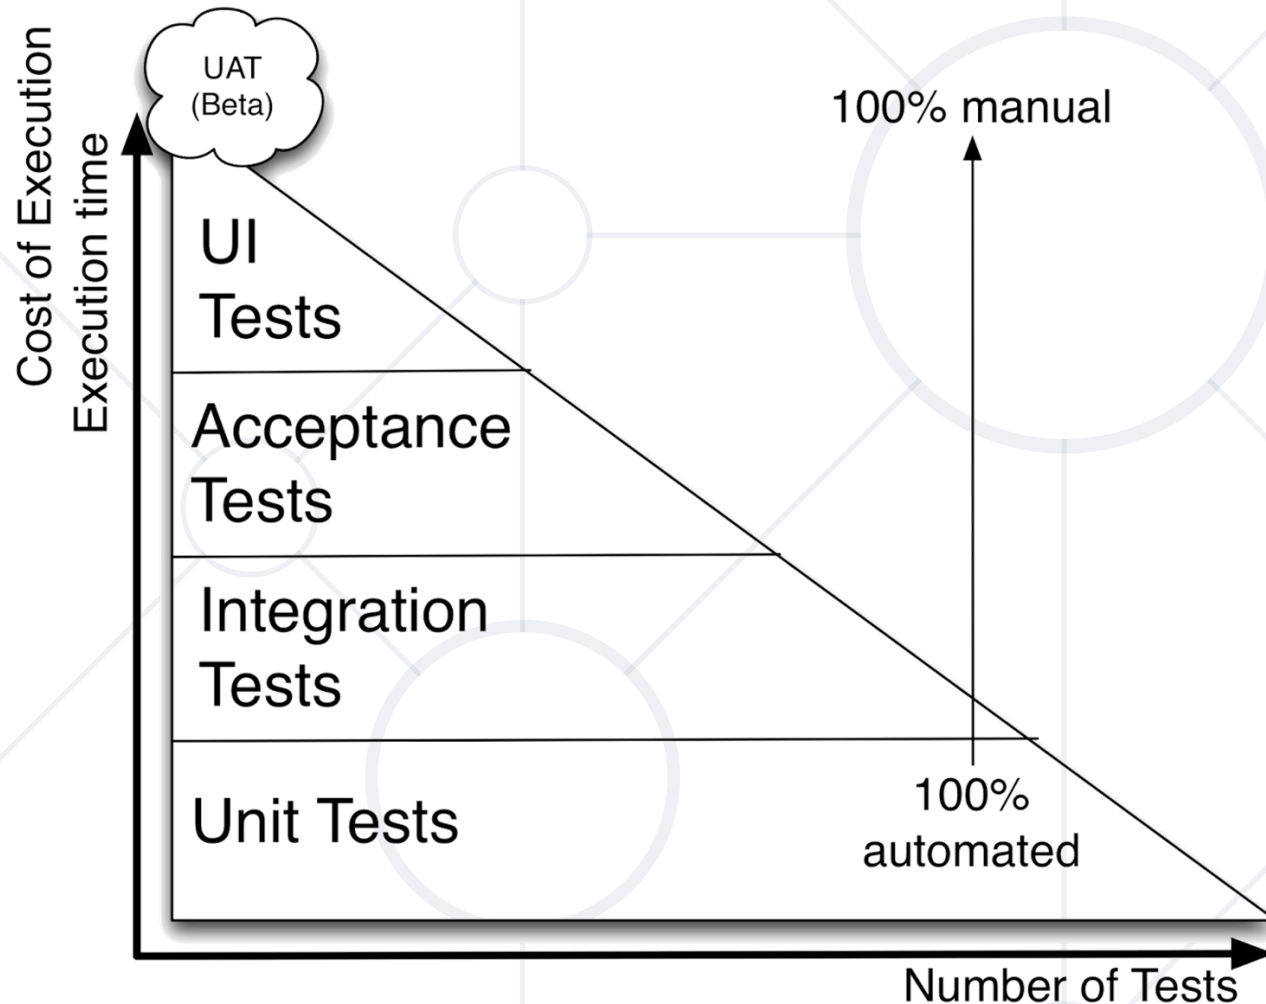 UAT
(Beta)
Cost of Execution
Execution time
100% manual
UI
Tests
Acceptance
Tests
Integration
Tests
Unit Tests
100%
automated
Number of Tests